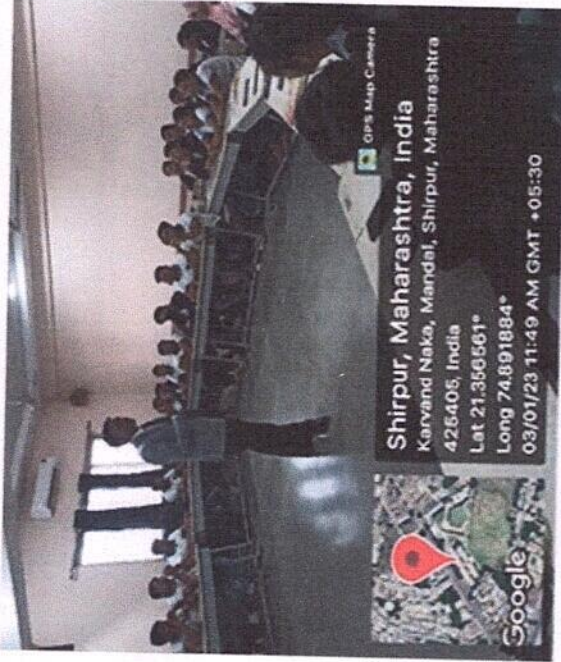 GPS Map Camera
Shirpur, Maharashtra, India
Karvand Naka, Mandal, Shirpur, Maharashtra
425405, India
Lat 21.356561°
Long 74.891884°
03/01/23 11:49 AM GMT +05:30
Google